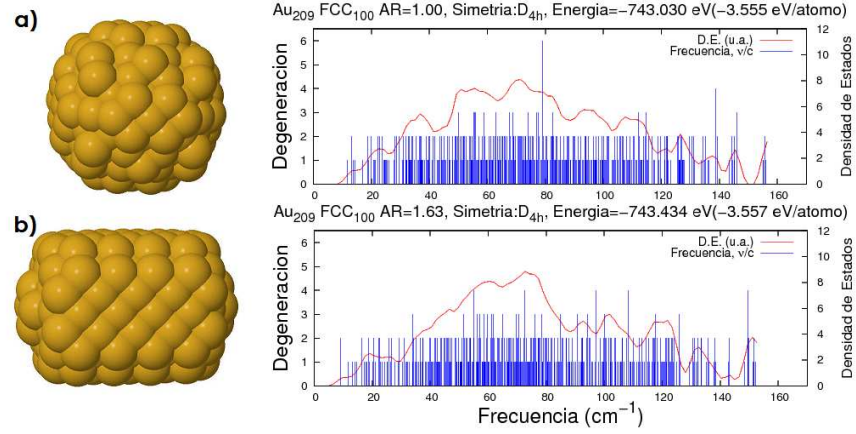 a)
Au209 FCC100 AR=1.00, Simetria:D4h, Energia=−743.030 eV(−3.555 eV/atomo)
D.E. (u.a.)
Frecuencia, ν/c
Degeneracion
Densidad de Estados
6
5
4
3
2
1
0
12
10
8
6
4
2
0
0 20 40 60 80 100 120 140 160
b)
Au209 FCC100 AR=1.63, Simetria:D4h, Energia=−743.434 eV(−3.557 eV/atomo)
D.E. (u.a.)
Frecuencia, ν/c
Degeneracion
Densidad de Estados
6
5
4
3
2
1
0
12
10
8
6
4
2
0
0 20 40 60 80 100 120 140 160
Frecuencia (cm−1)